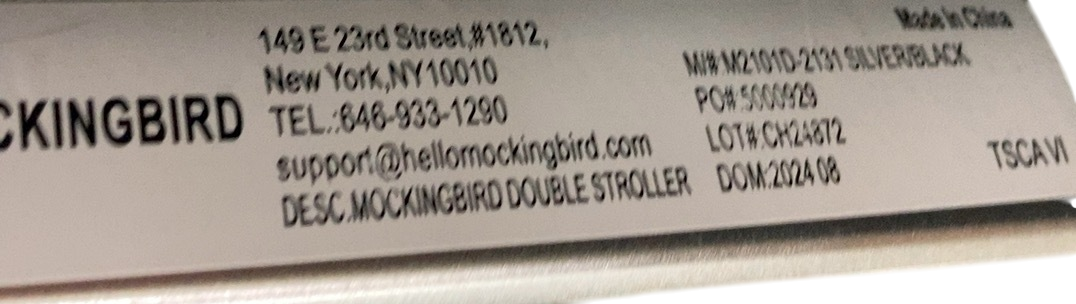 CKINGBIRD
149 E 23rd Street,#1812,
New York,NY10010
TEL.:646-933-1290
support@hellomockingbird.com
DESC.MOCKINGBIRD DOUBLE STROLLER
Made in China
M/#:M2101D-2131 SILVER/BLACK
PO#:5000929
LOT#:CH24872
DOM:2024 08
TSCA VI